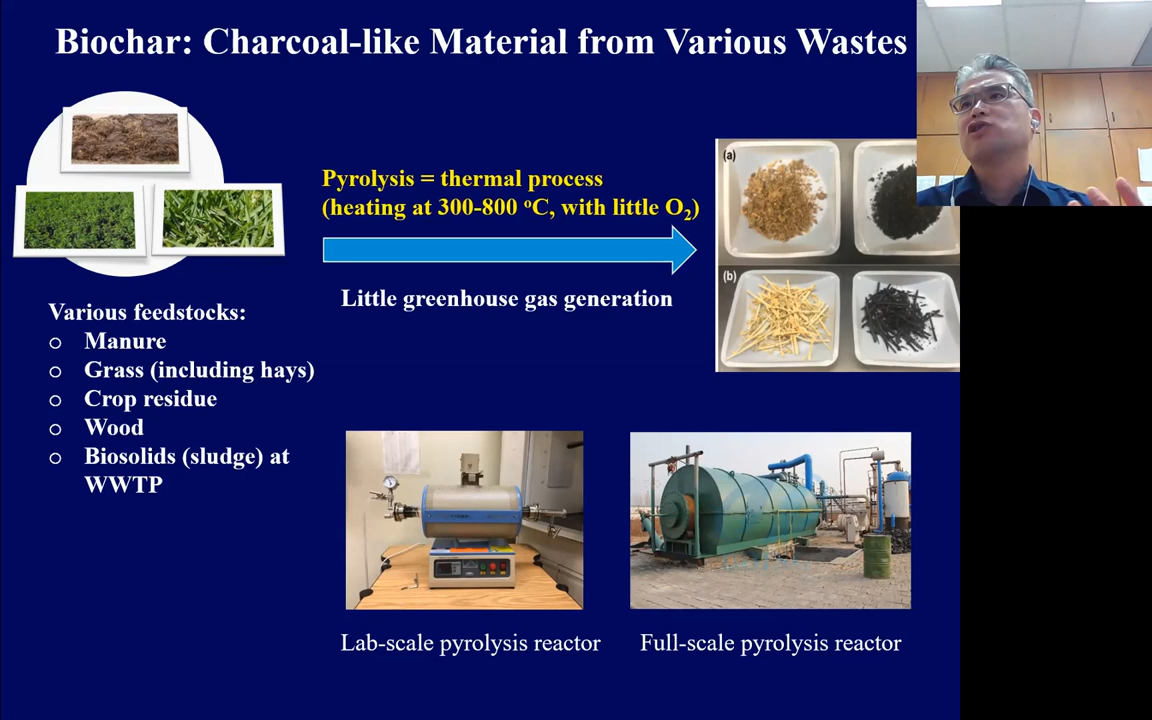 Biochar: Charcoal-like Material from Various Wastes
Pyrolysis = thermal process
(heating at 300-800 ᵒC, with little O₂)
Little greenhouse gas generation
(a)
(b)
Various feedstocks:
o Manure
o Grass (including hays)
o Crop residue
o Wood
o Biosolids (sludge) at
WWTP
Lab-scale pyrolysis reactor
Full-scale pyrolysis reactor